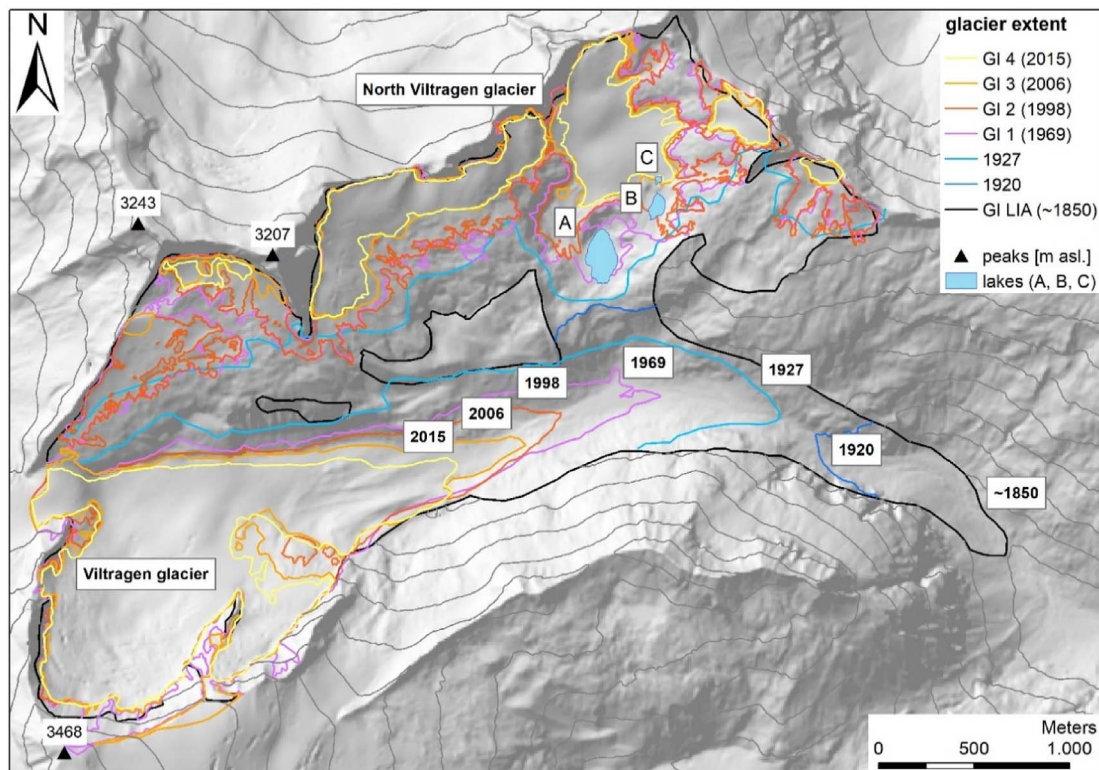 N
North Viltragen glacier
C
B
A
3243
3207
1927
1969
1998
2006
2015
1920
~1850
Viltragen glacier
3468
glacier extent
GI 4 (2015)
GI 3 (2006)
GI 2 (1998)
GI 1 (1969)
1927
1920
GI LIA (~1850)
peaks [m asl.]
lakes (A, B, C)
Meters
0 500 1.000